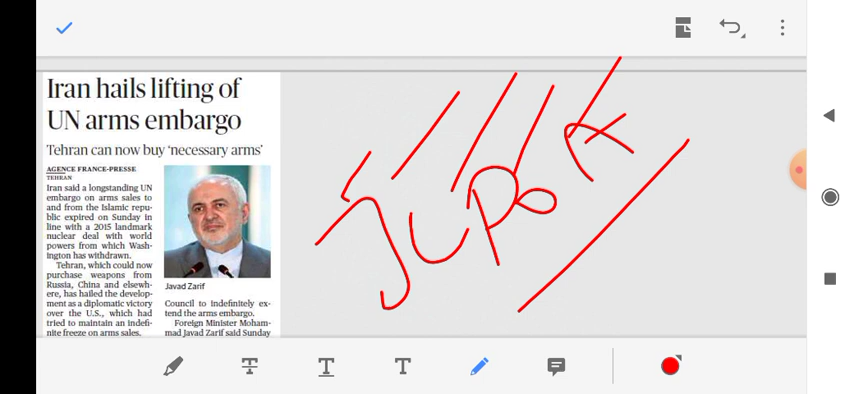 Iran hails lifting of
UN arms embargo
Tehran can now buy ‘necessary arms’
AGENCE FRANCE-PRESSE
TEHRAN
Iran said a longstanding UN
embargo on arms sales to
and from the Islamic repu-
blic expired on Sunday in
line with a 2015 landmark
nuclear deal with world
powers from which Wash-
ington has withdrawn.
Tehran, which could now
purchase weapons from
Russia, China and elsewh-
ere, has hailed the develop-
ment as a diplomatic victory
over the U.S., which had
tried to maintain an indefi-
nite freeze on arms sales.
Javad Zarif
Council to indefinitely ex-
tend the arms embargo.
Foreign Minister Moham-
mad Javad Zarif said Sunday
JCPOA
T
T
T